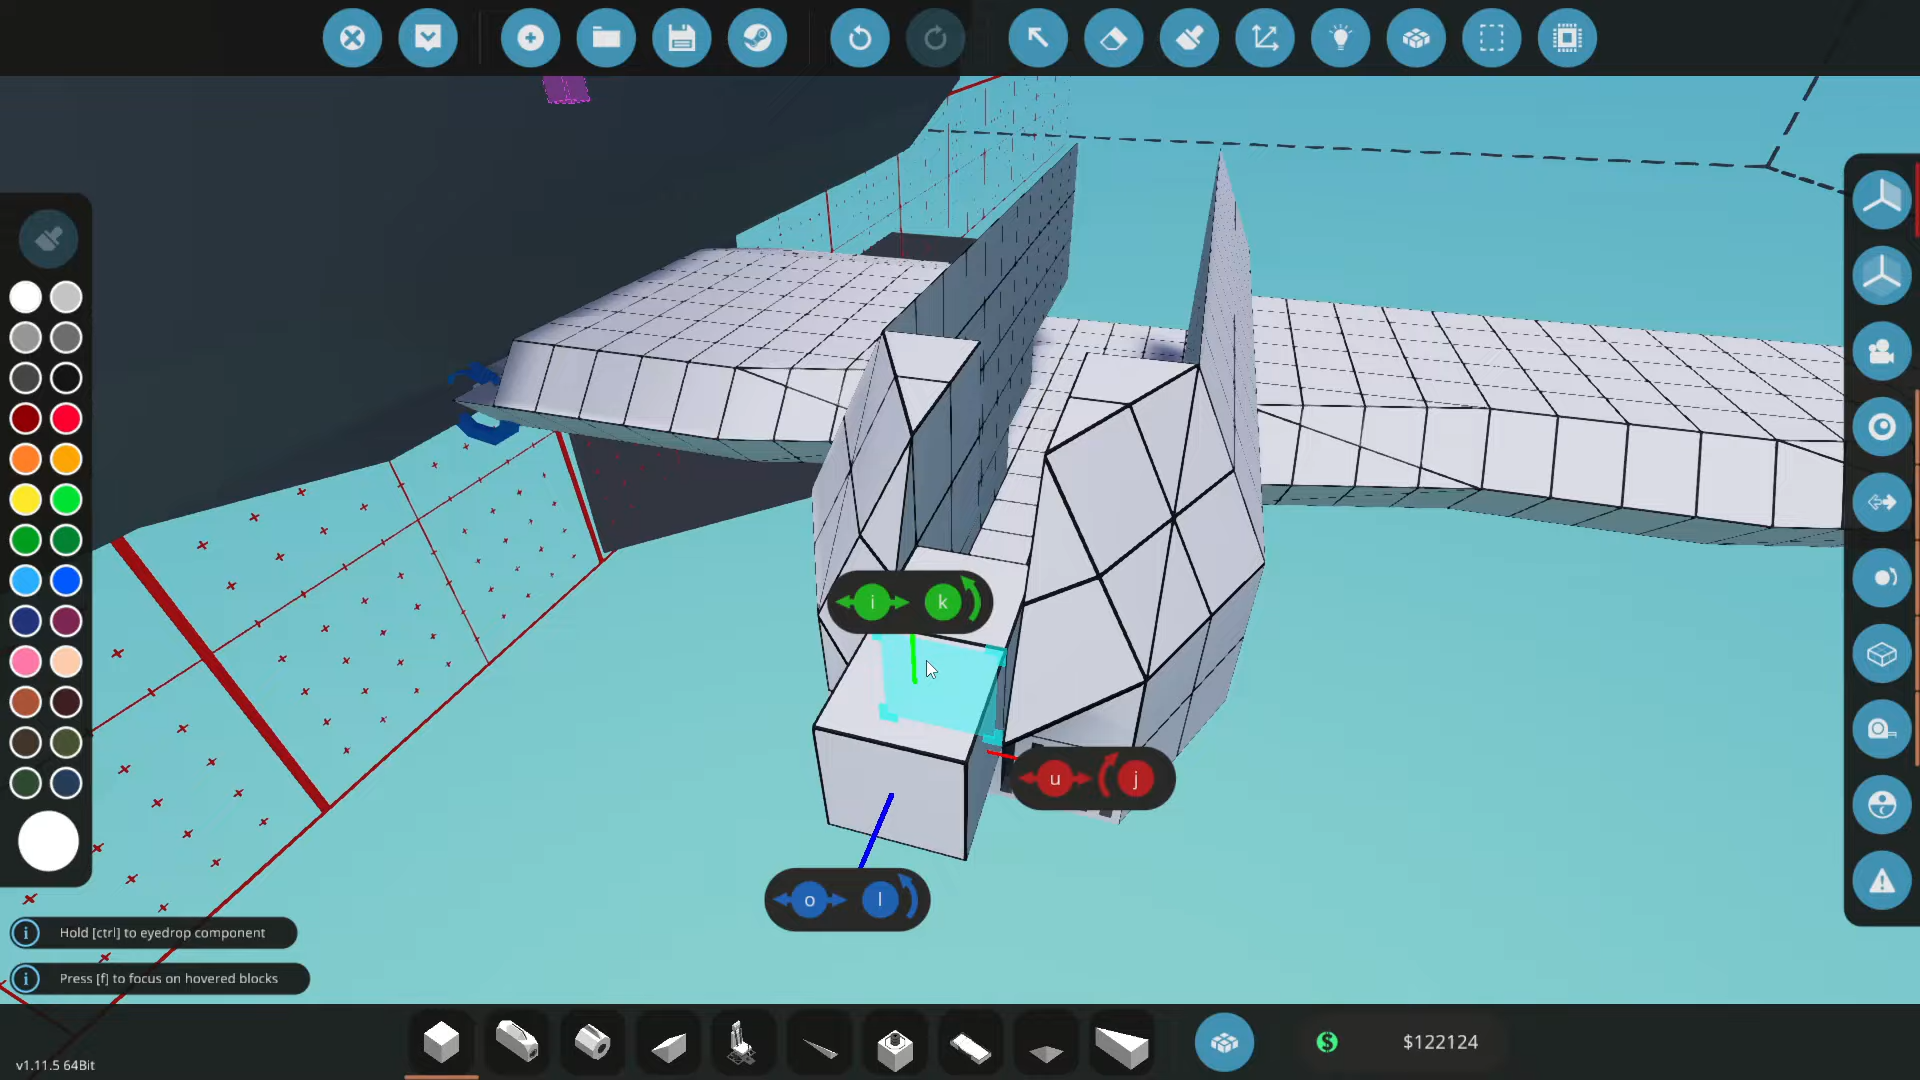 i k
u j
o l
Hold [ctrl] to eyedrop component
Press [f] to focus on hovered blocks
v1.11.5 64Bit
$ $122124